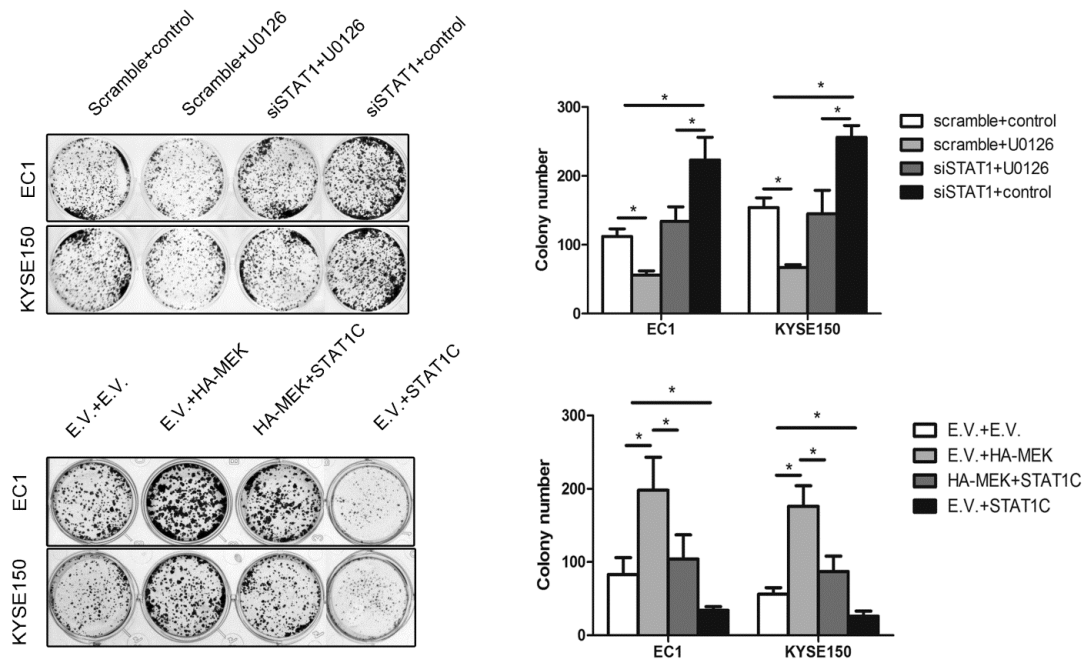 Scramble+control
Scramble+U0126
siSTAT1+U0126
siSTAT1+control
EC1
KYSE150
Colony number
300
200
100
0
*
*
*
*
*
*
EC1
KYSE150
scramble+control
scramble+U0126
siSTAT1+U0126
siSTAT1+control
E.V.+E.V.
E.V.+HA-MEK
HA-MEK+STAT1C
E.V.+STAT1C
EC1
KYSE150
Colony number
300
200
100
0
*
*
*
*
*
*
EC1
KYSE150
E.V.+E.V.
E.V.+HA-MEK
HA-MEK+STAT1C
E.V.+STAT1C